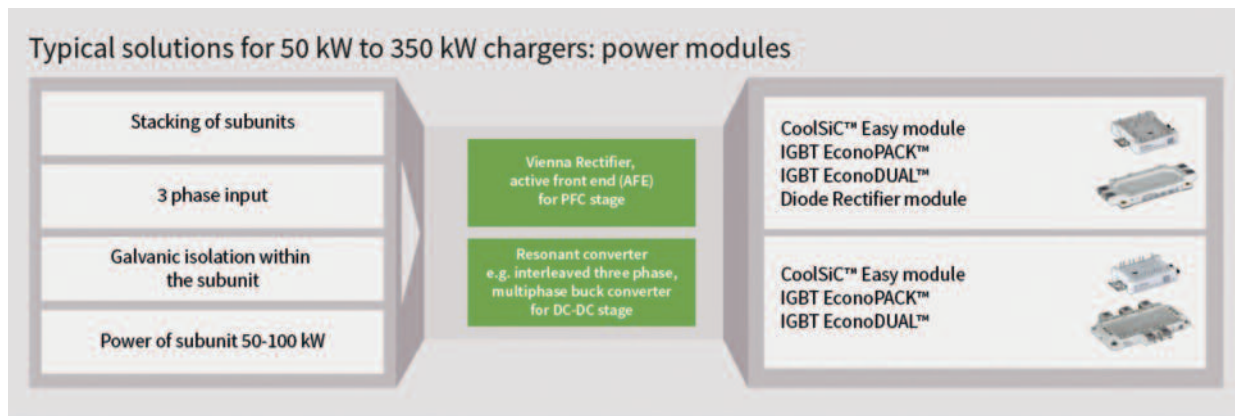 Typical solutions for 50 kW to 350 kW chargers: power modules
Stacking of subunits
3 phase input
Galvanic isolation within
the subunit
Power of subunit 50-100 kW
Vienna Rectifier,
active front end (AFE)
for PFC stage
Resonant converter
e.g. interleaved three phase,
multiphase buck converter
for DC-DC stage
CoolSiC™ Easy module
IGBT EconoPACK™
IGBT EconoDUAL™
Diode Rectifier module
CoolSiC™ Easy module
IGBT EconoPACK™
IGBT EconoDUAL™